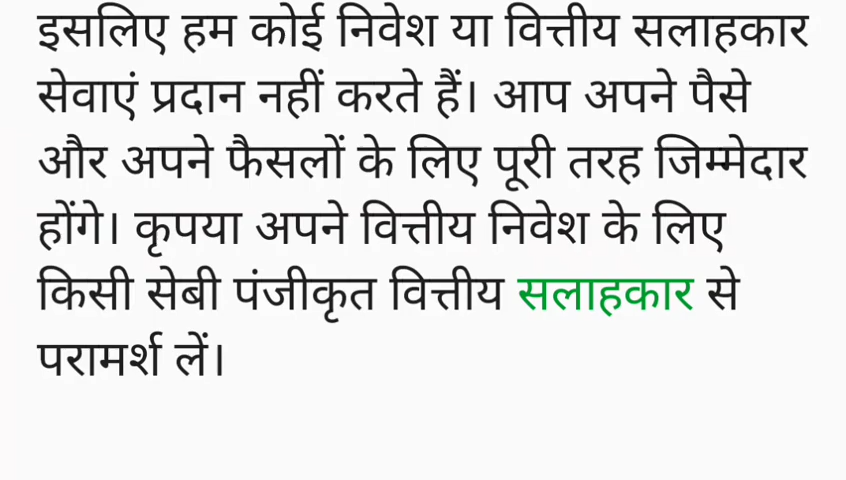 इसलिए हम कोई निवेश या वित्तीय सलाहकार
सेवाएं प्रदान नहीं करते हैं। आप अपने पैसे
और अपने फैसलों के लिए पूरी तरह जिम्मेदार
होंगे। कृपया अपने वित्तीय निवेश के लिए
किसी सेबी पंजीकृत वित्तीय सलाहकार से
परामर्श लें।